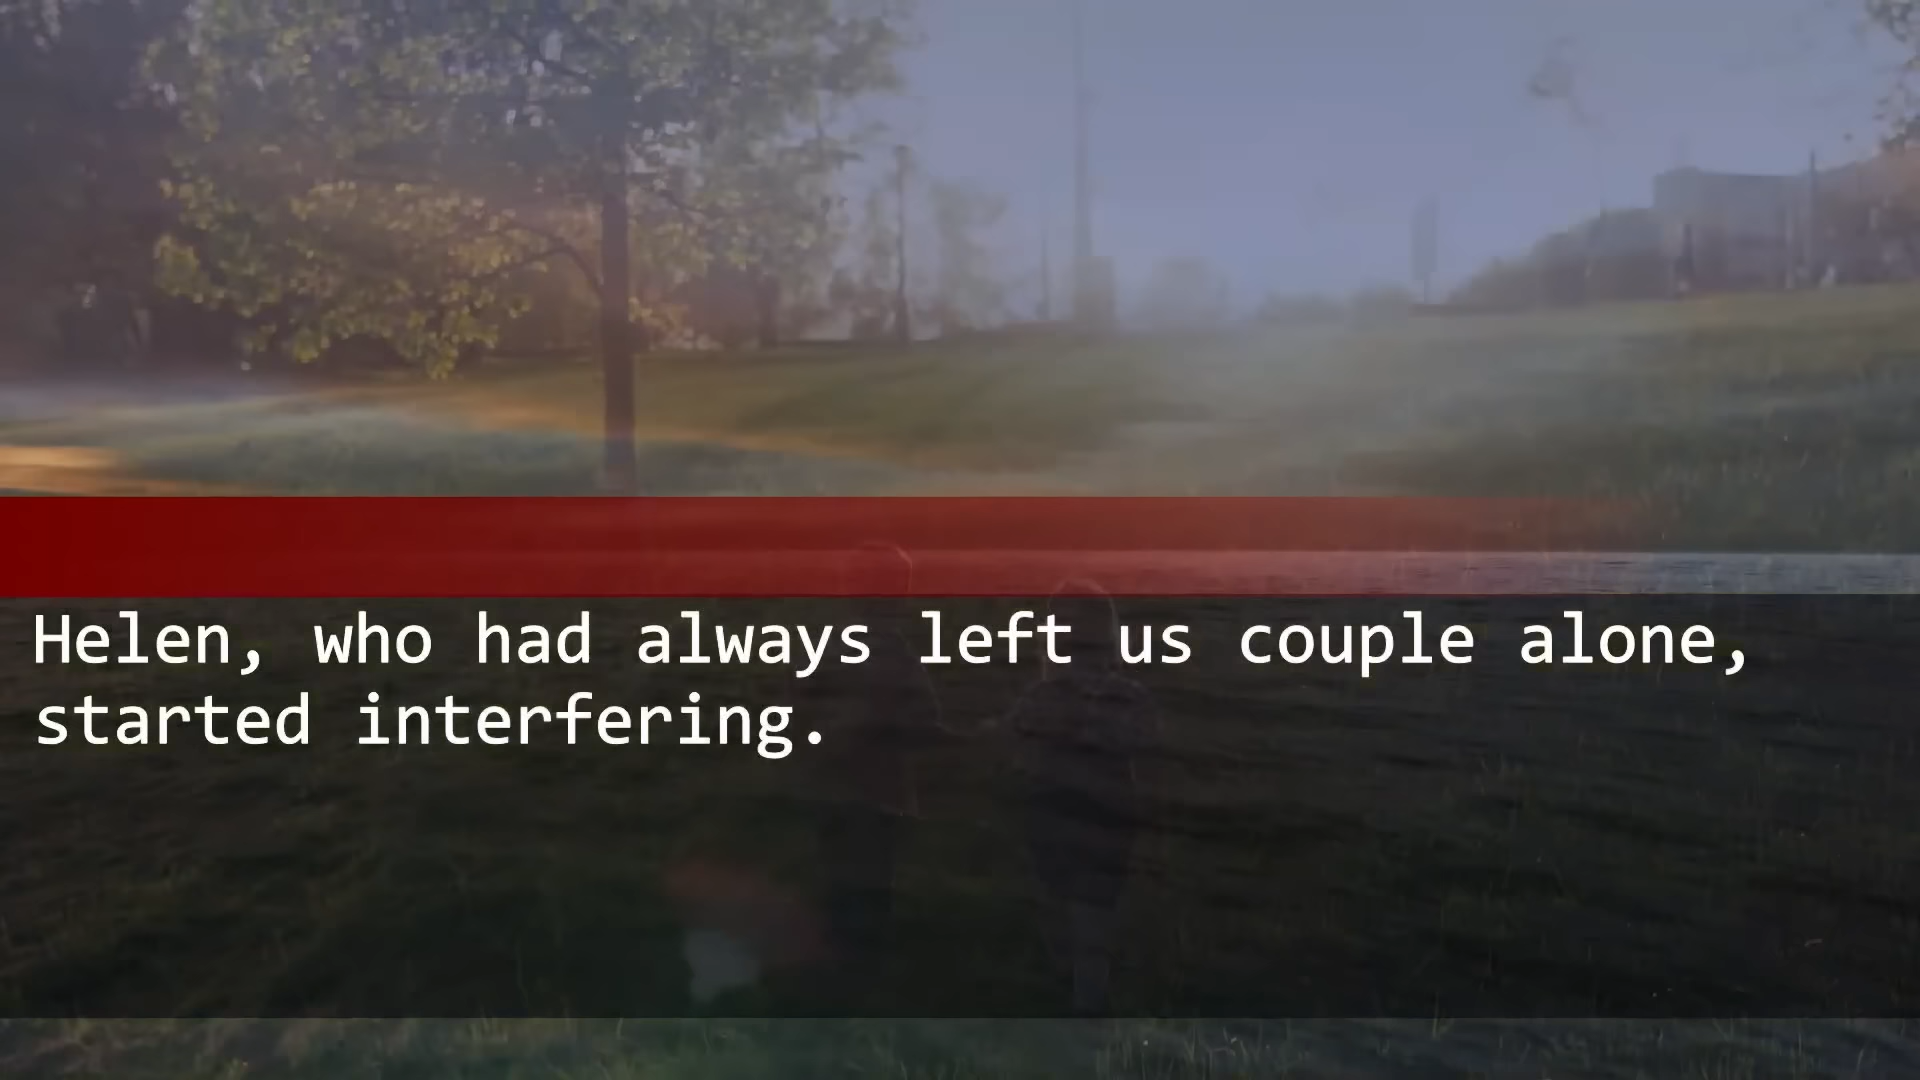 Helen, who had always left us couple alone,
started interfering.